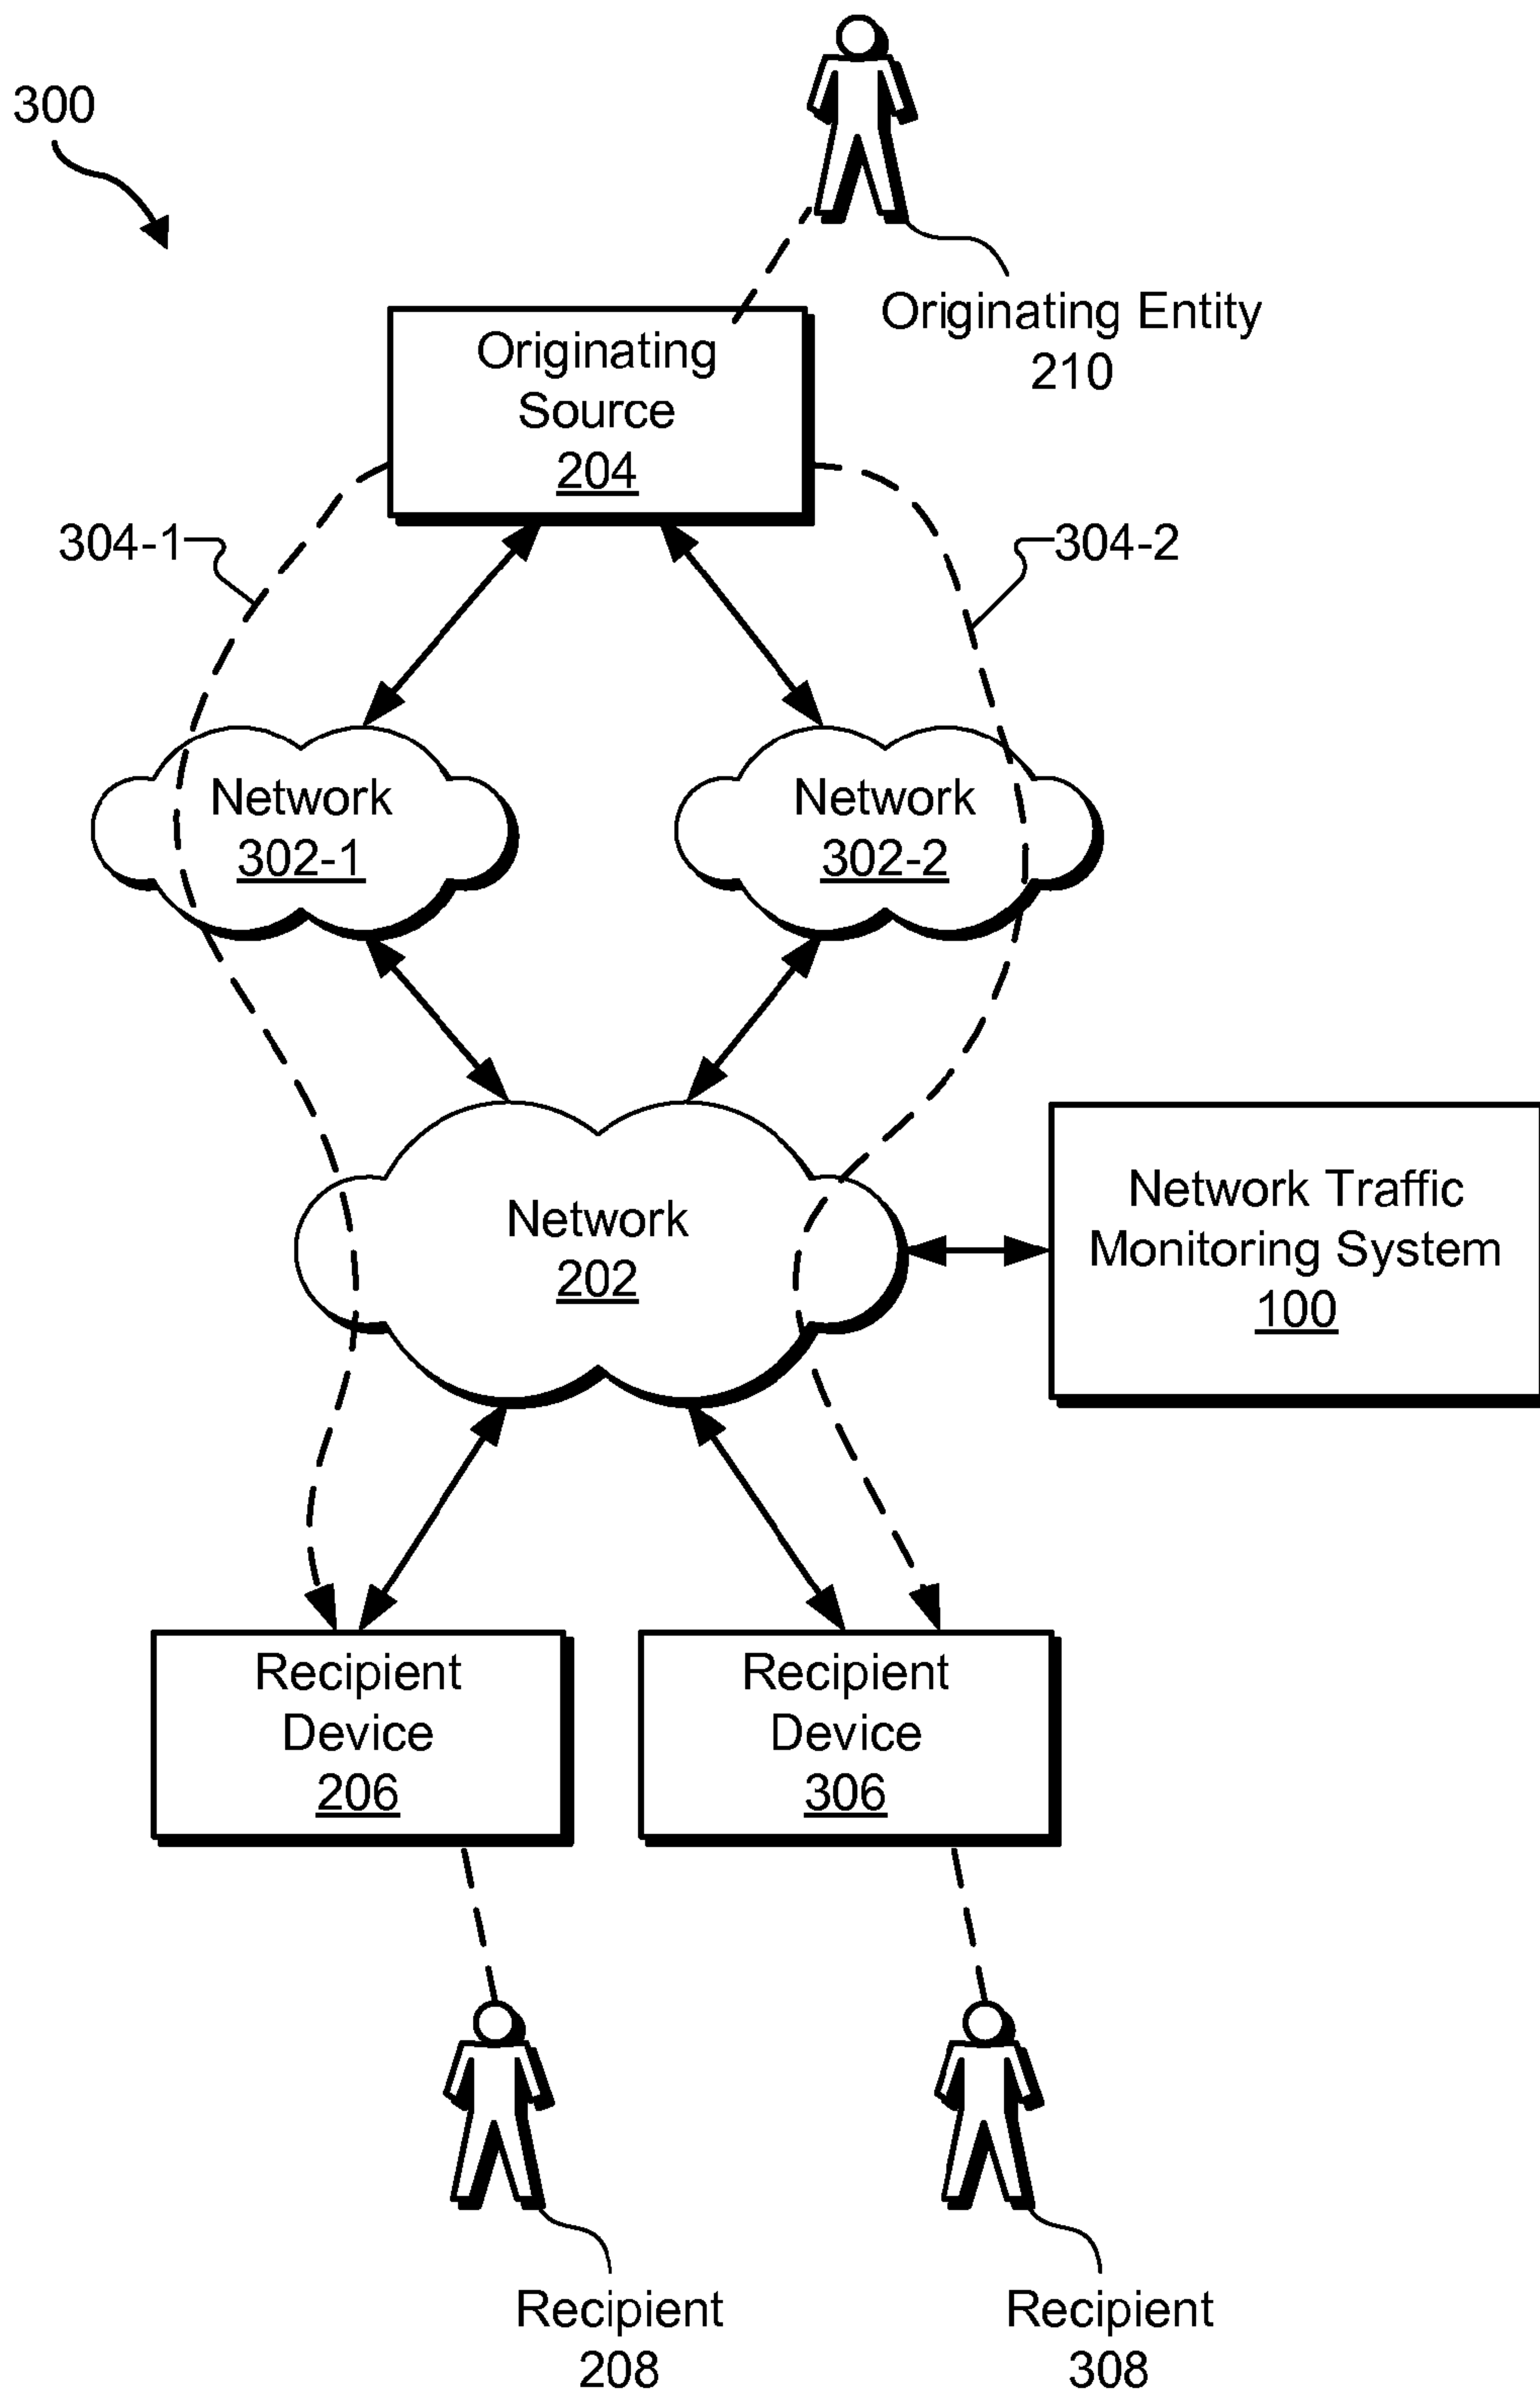 300
Originating Entity
210
Originating
Source
204
304-1
304-2
Network
302-1
Network
302-2
Network
202
Network Traffic
Monitoring System
100
Recipient
Device
206
Recipient
Device
306
Recipient
208
Recipient
308